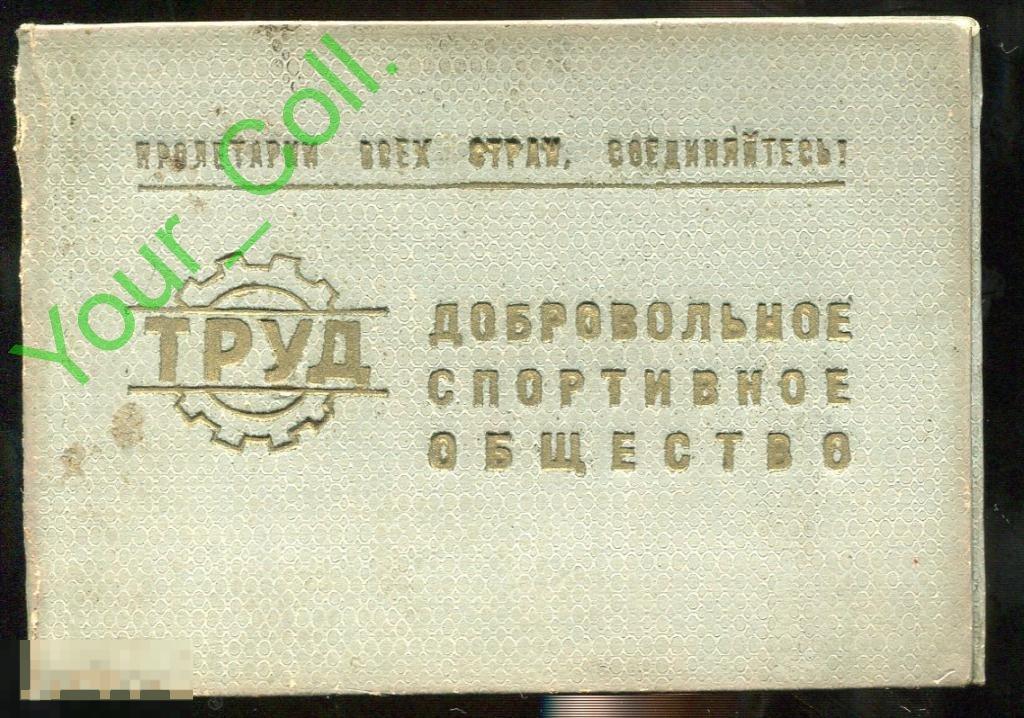 ПРОЛЕТАРИИ ВСЕХ СТРАН, СОЕДИНЯЙТЕСЬ!
ТРУД
ДОБРОВОЛЬНОЕ
СПОРТИВНОЕ
ОБЩЕСТВО
Your_Coll.